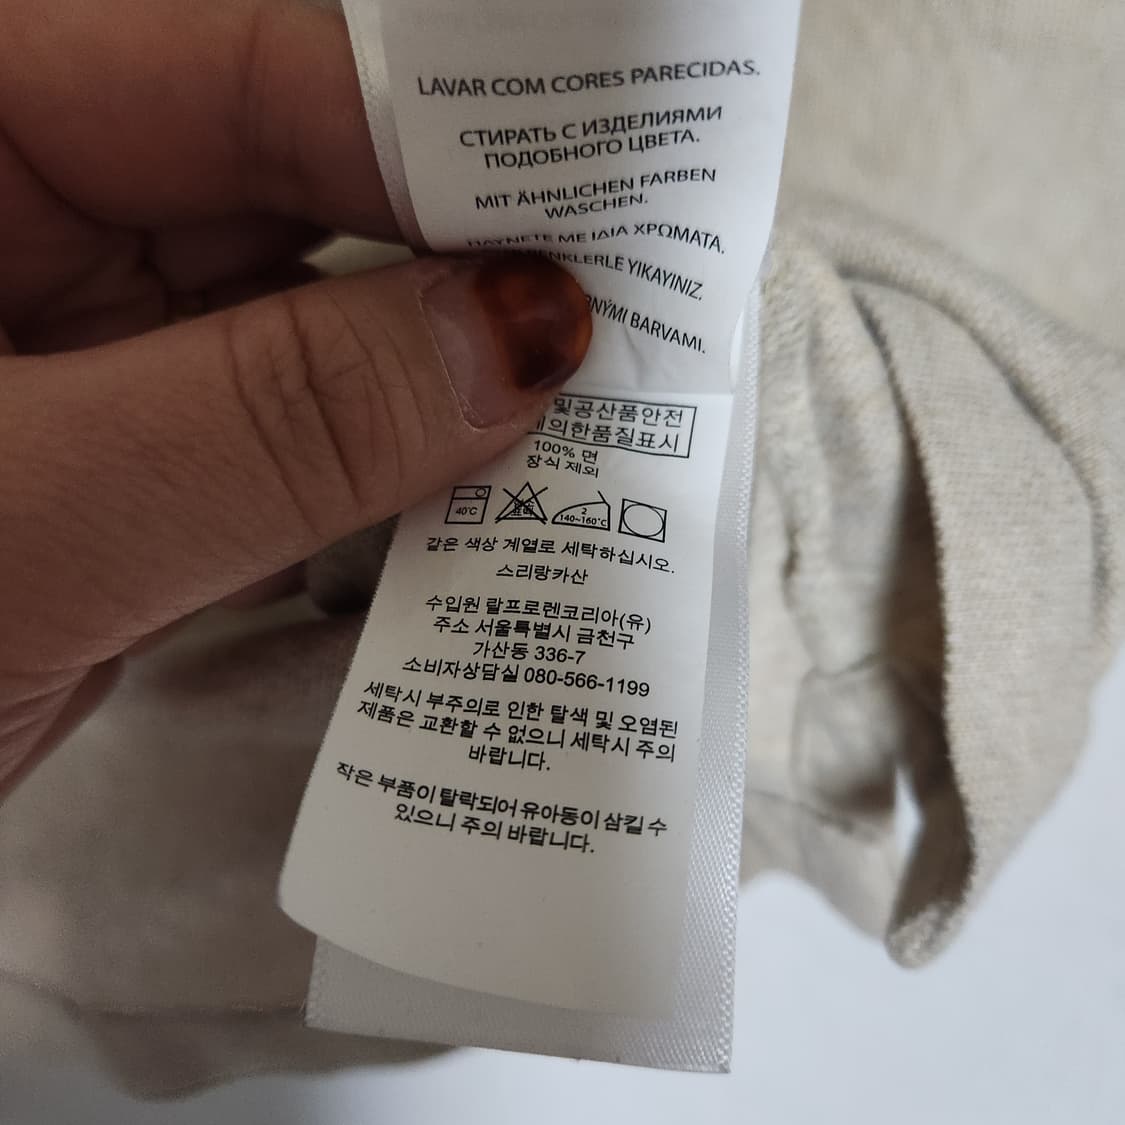 LAVAR COM CORES PARECIDAS.
СТИРАТЬ С ИЗДЕЛИЯМИ
ПОДОБНОГО ЦВЕТА.
MIT ÄHNLICHEN FARBEN
WASCHEN.
ΠΛΥΝΕΤΕ ΜΕ ΙΔΙΑ ΧΡΩΜΑΤΑ.
YIKAYINIZ.
BARVAMI.
및공산품안전
의한품질표시
100% 면
장식 제외
40°C
2
140~160°C
같은 색상 계열로 세탁하십시오.
스리랑카산
수입원 랄프로렌코리아(유)
주소 서울특별시 금천구
가산동 336-7
소비자상담실 080-566-1199
세탁시 부주의로 인한 탈색 및 오염된
제품은 교환할 수 없으니 세탁시 주의
바랍니다.
작은 부품이 탈락되어 유아동이 삼킬 수
있으니 주의 바랍니다.